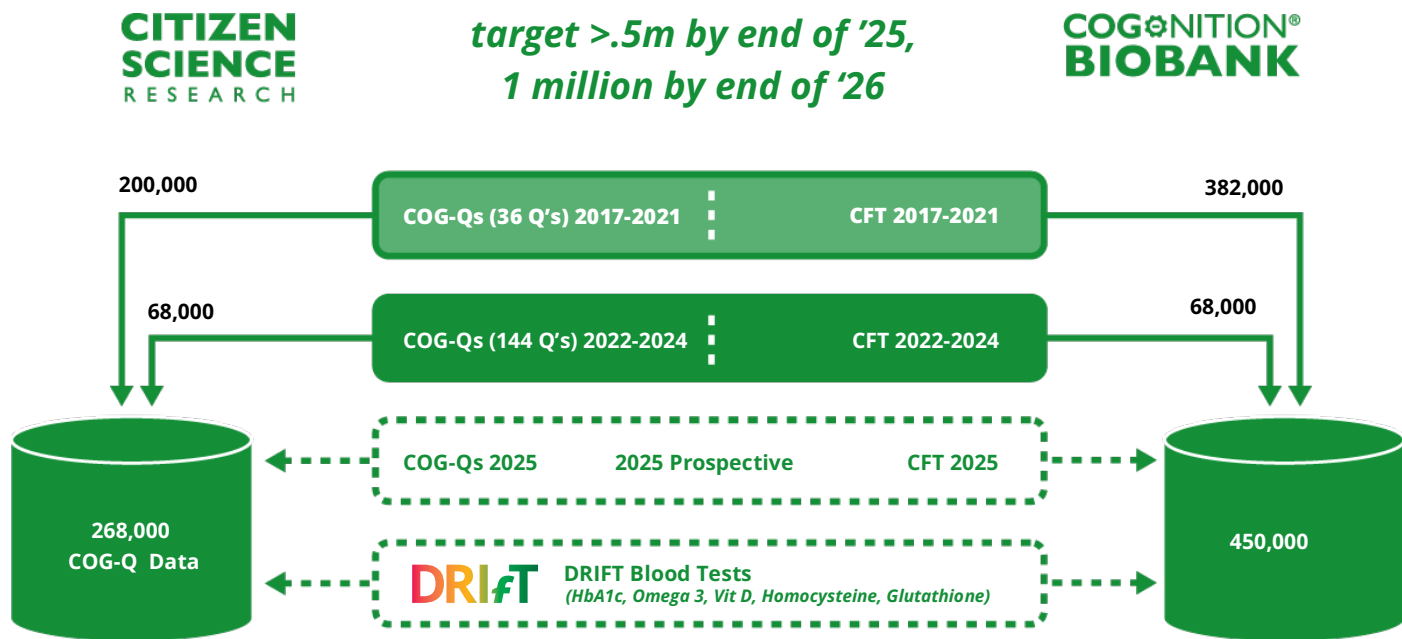 CITIZEN
SCIENCE
RESEARCH
target >.5m by end of ’25,
1 million by end of ‘26
COGNITION®
BIOBANK
200,000
382,000
COG-Qs (36 Q’s) 2017-2021
CFT 2017-2021
68,000
68,000
COG-Qs (144 Q’s) 2022-2024
CFT 2022-2024
COG-Qs 2025
2025 Prospective
CFT 2025
268,000
COG-Q Data
450,000
DRIfT
DRIFT Blood Tests
(HbA1c, Omega 3, Vit D, Homocysteine, Glutathione)